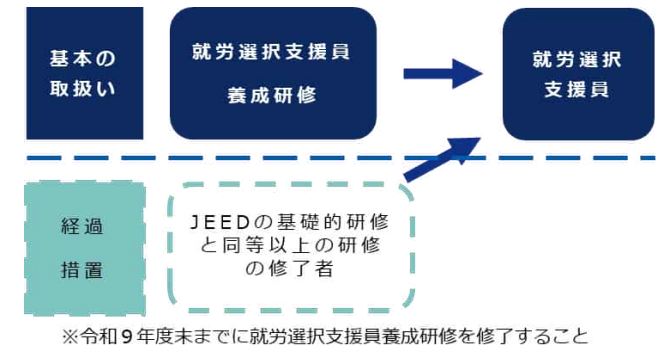 基本の
取扱い
就労選択支援員
養成研修
就労選択
支援員
経過
措置
JEEDの基礎的研修
と同等以上の研修
の修了者
※令和9年度末までに就労選択支援員養成研修を修了すること